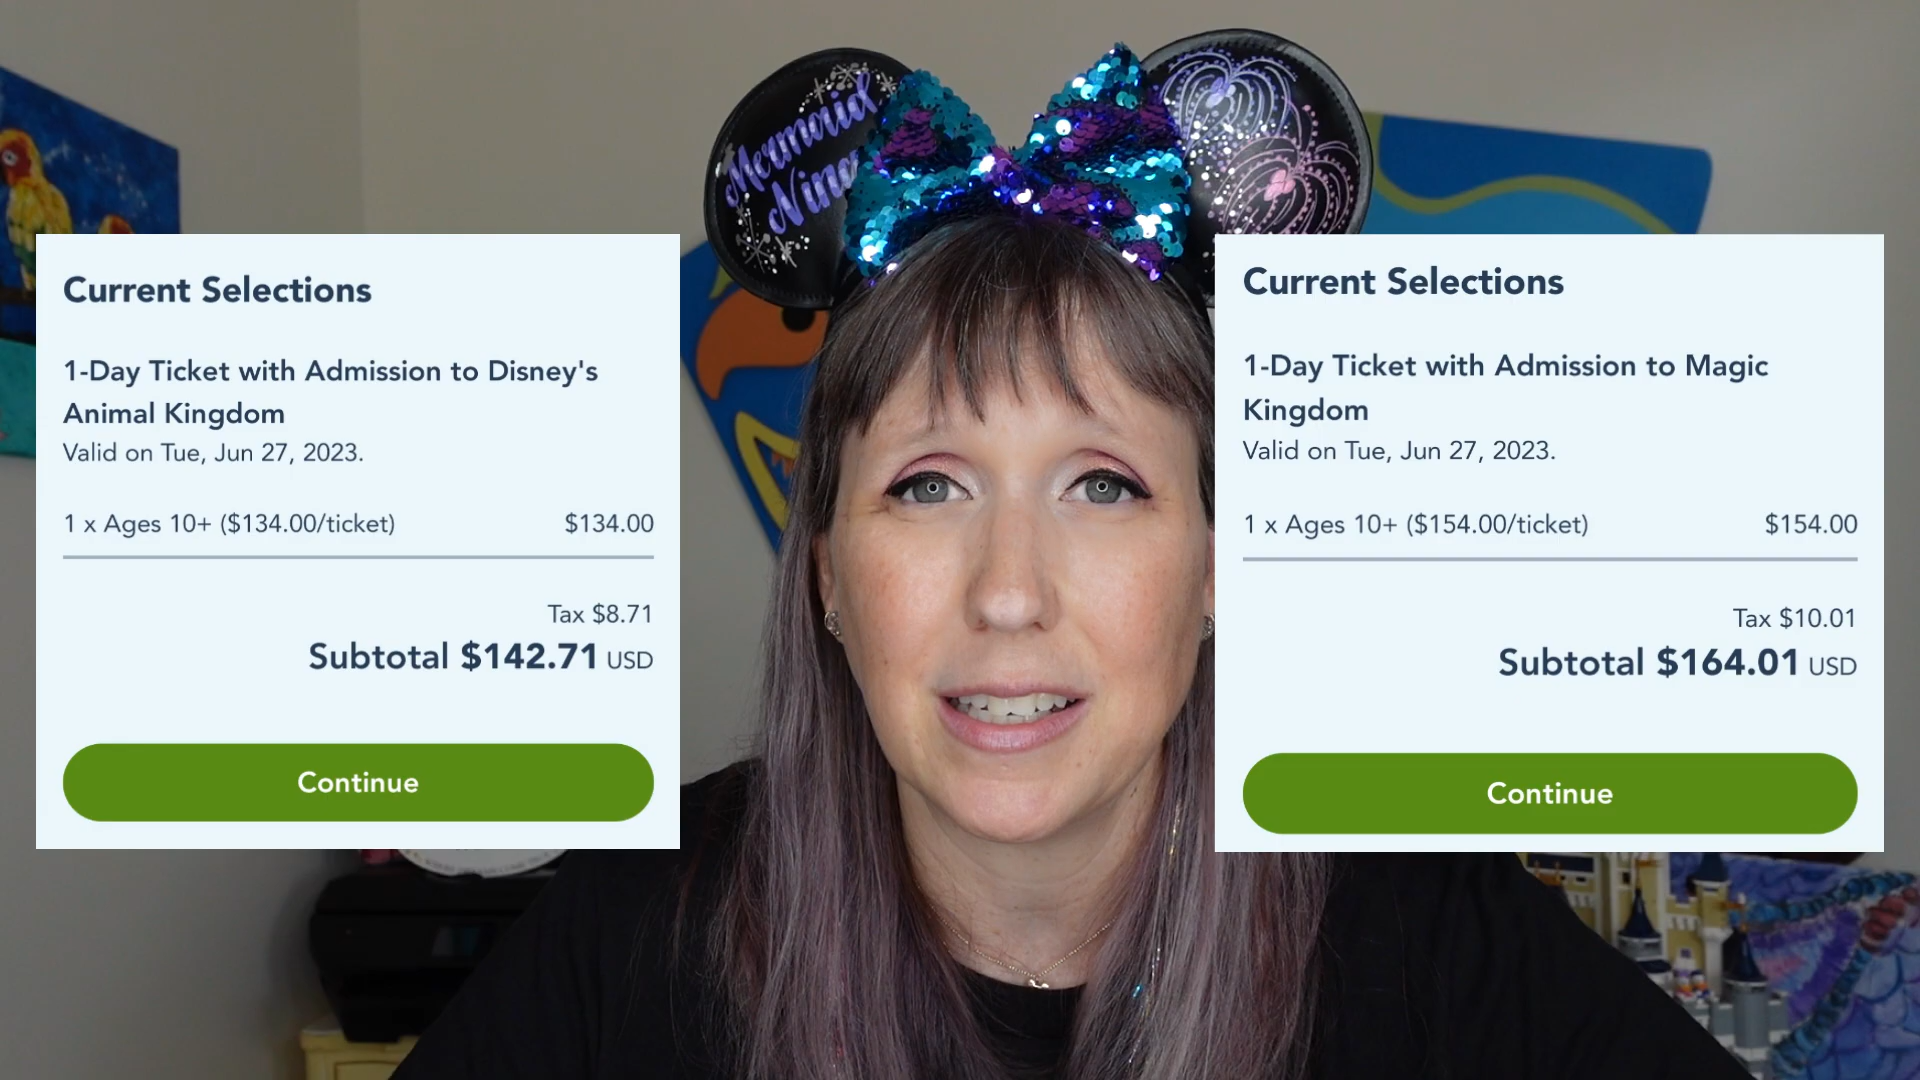 Mermaid
Nina
Current Selections
1-Day Ticket with Admission to Disney's
Animal Kingdom
Valid on Tue, Jun 27, 2023.
1 x Ages 10+ ($134.00/ticket) $134.00
Tax $8.71
Subtotal $142.71 USD
Continue
Current Selections
1-Day Ticket with Admission to Magic
Kingdom
Valid on Tue, Jun 27, 2023.
1 x Ages 10+ ($154.00/ticket) $154.00
Tax $10.01
Subtotal $164.01 USD
Continue